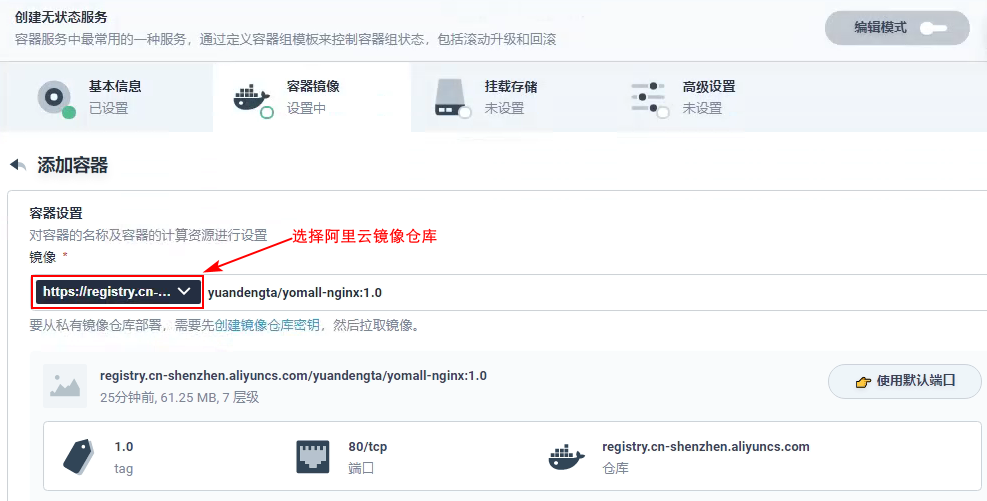 创建无状态服务
容器服务中最常用的一种服务，通过定义容器组模板来控制容器组状态，包括滚动升级和回滚
编辑模式
基本信息
已设置
容器镜像
设置中
挂载存储
未设置
高级设置
未设置
添加容器
容器设置
对容器的名称及容器的计算资源进行设置
选择阿里云镜像仓库
镜像 *
https://registry.cn-... yuandengta/yomall-nginx:1.0
要从私有镜像仓库部署，需要先创建镜像仓库密钥，然后拉取镜像。
registry.cn-shenzhen.aliyuncs.com/yuandengta/yomall-nginx:1.0
25分钟前, 61.25 MB, 7 层级
使用默认端口
1.0
tag
80/tcp
端口
registry.cn-shenzhen.aliyuncs.com
仓库